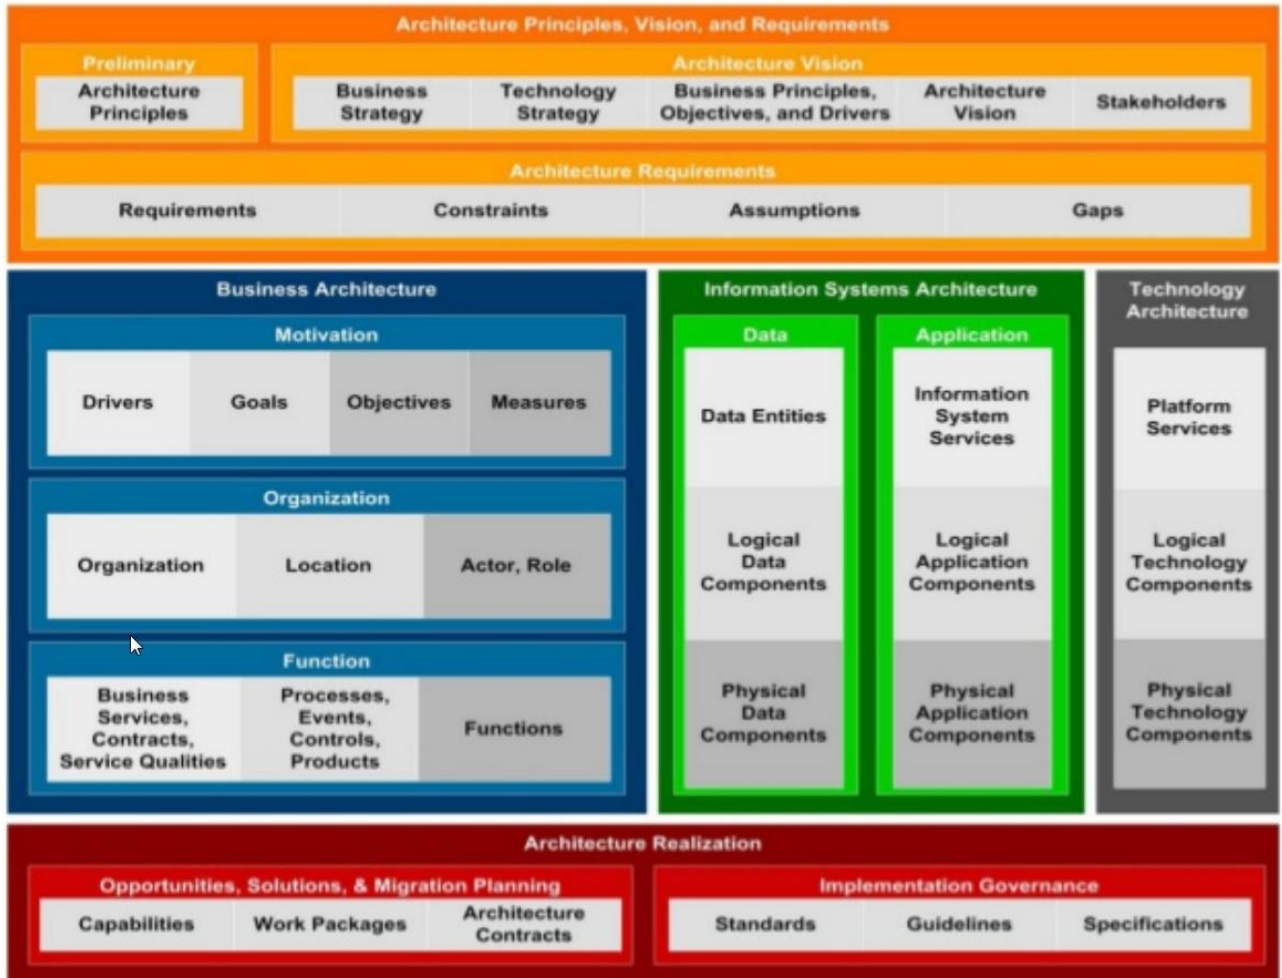 Architecture Principles, Vision, and Requirements
Preliminary
Architecture
Principles
Architecture Vision
Business
Strategy
Technology
Strategy
Business Principles,
Objectives, and Drivers
Architecture
Vision
Stakeholders
Architecture Requirements
Requirements
Constraints
Assumptions
Gaps
Business Architecture
Motivation
Drivers
Goals
Objectives
Measures
Organization
Organization
Location
Actor, Role
Function
Business
Services,
Contracts,
Service Qualities
Processes,
Events,
Controls,
Products
Functions
Information Systems Architecture
Data
Data Entities
Logical
Data
Components
Physical
Data
Components
Application
Information
System
Services
Logical
Application
Components
Physical
Application
Components
Technology
Architecture
Platform
Services
Logical
Technology
Components
Physical
Technology
Components
Architecture Realization
Opportunities, Solutions, & Migration Planning
Capabilities
Work Packages
Architecture
Contracts
Implementation Governance
Standards
Guidelines
Specifications